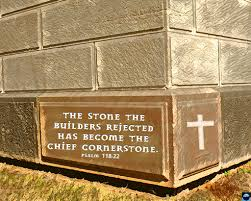 THE STONE THE
BUILDERS REJECTED
HAS BECOME THE
CHIEF CORNERSTONE.
PSALM 118:22